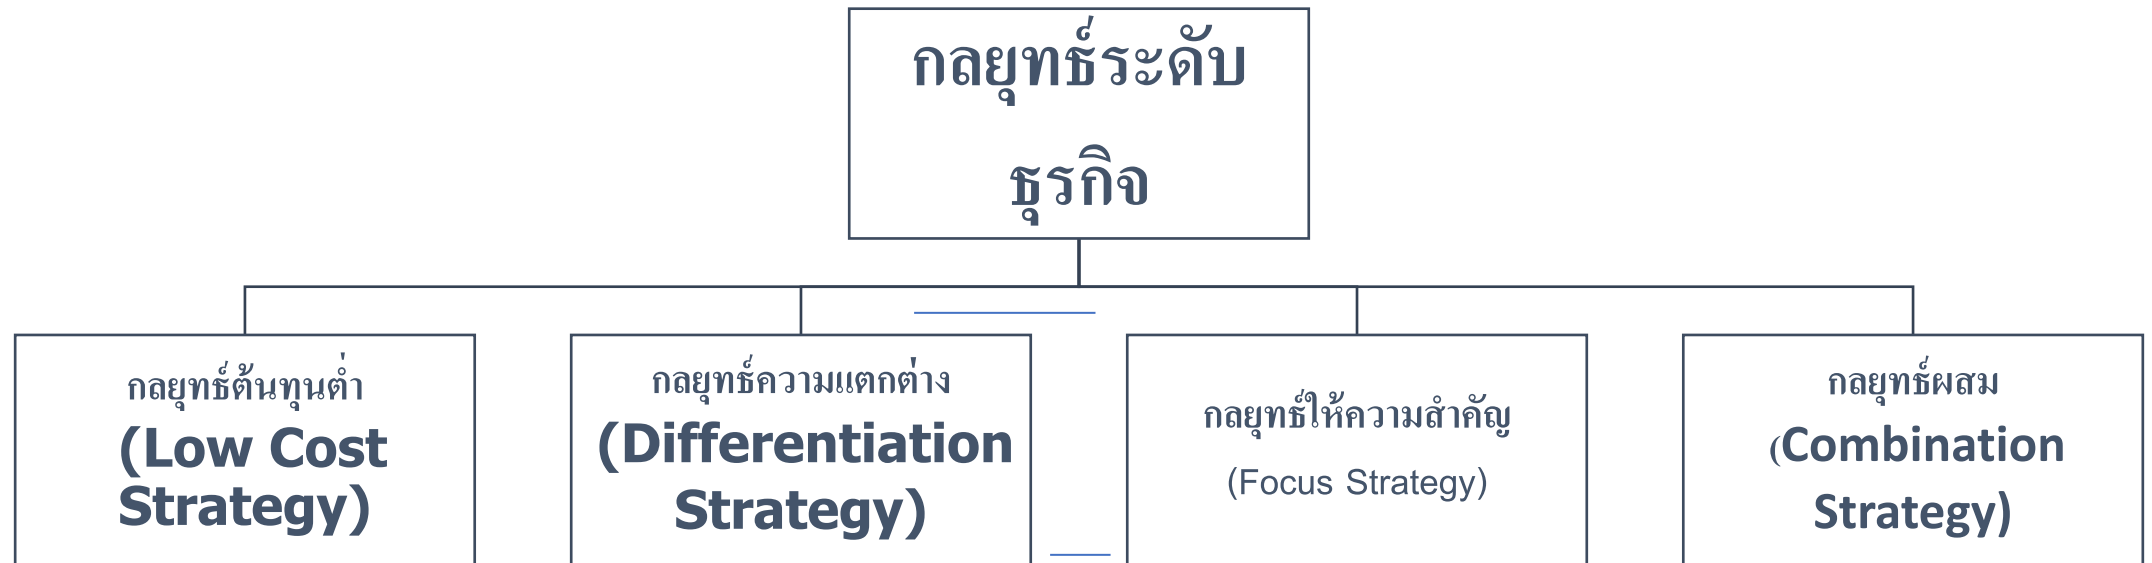 กลยุทธ์ระดับ
ธุรกิจ
กลยุทธ์ต้นทุนต่ำ
(Low Cost
Strategy)
กลยุทธ์ความแตกต่าง
(Differentiation
Strategy)
กลยุทธ์ให้ความสำคัญ
(Focus Strategy)
กลยุทธ์ผสม
(Combination
Strategy)